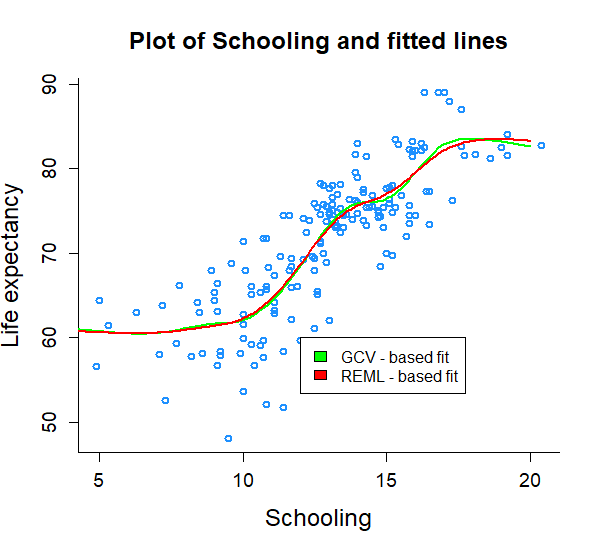 Plot of Schooling and fitted lines
Life expectancy
90
80
70
60
50
GCV - based fit
REML - based fit
5
10
15
20
Schooling